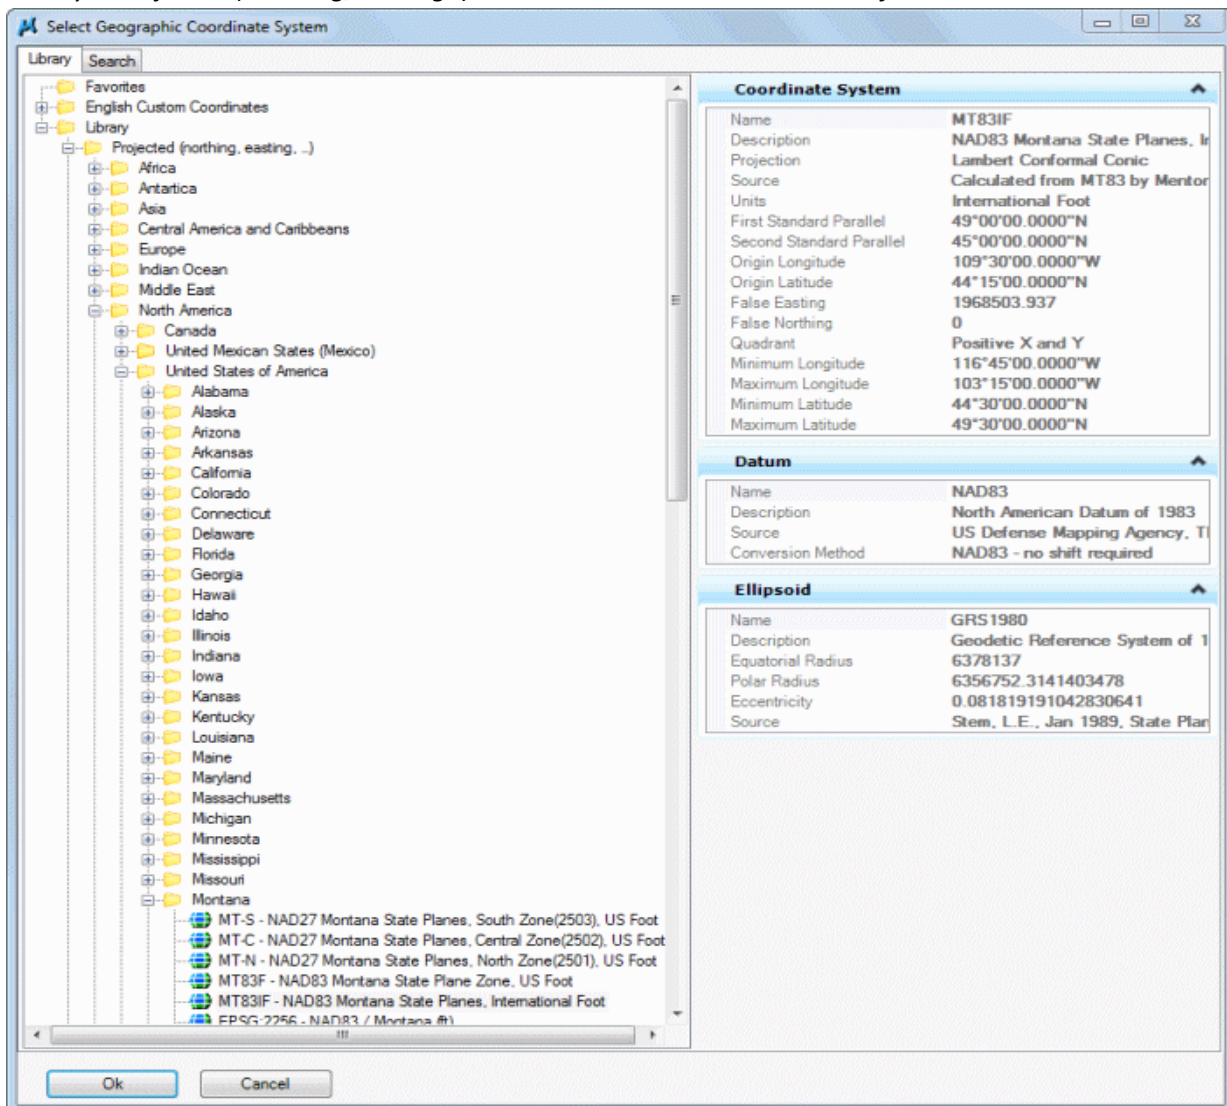 Select Geographic Coordinate System
Library Search
Favorites
English Custom Coordinates
Library
Projected (northing, easting, ..)
Africa
Antartica
Asia
Central America and Caribbeans
Europe
Indian Ocean
Middle East
North America
Canada
United Mexican States (Mexico)
United States of America
Alabama
Alaska
Arizona
Arkansas
California
Colorado
Connecticut
Delaware
Florida
Georgia
Hawaii
Idaho
Illinois
Indiana
Iowa
Kansas
Kentucky
Louisiana
Maine
Maryland
Massachusetts
Michigan
Minnesota
Mississippi
Missouri
Montana
MT-S - NAD27 Montana State Planes, South Zone(2503), US Foot
MT-C - NAD27 Montana State Planes, Central Zone(2502), US Foot
MT-N - NAD27 Montana State Planes, North Zone(2501), US Foot
MT83F - NAD83 Montana State Plane Zone, US Foot
MT83IF - NAD83 Montana State Planes, International Foot
EPSG:2256 - NAD83 / Montana (ft)
Coordinate System
Name MT83IF
Description NAD83 Montana State Planes, Ir
Projection Lambert Conformal Conic
Source Calculated from MT83 by Mentor
Units International Foot
First Standard Parallel 49°00'00.0000"N
Second Standard Parallel 45°00'00.0000"N
Origin Longitude 109°30'00.0000"W
Origin Latitude 44°15'00.0000"N
False Easting 1968503.937
False Northing 0
Quadrant Positive X and Y
Minimum Longitude 116°45'00.0000"W
Maximum Longitude 103°15'00.0000"W
Minimum Latitude 44°30'00.0000"N
Maximum Latitude 49°30'00.0000"N
Datum
Name NAD83
Description North American Datum of 1983
Source US Defense Mapping Agency, Tl
Conversion Method NAD83 - no shift required
Ellipsoid
Name GRS1980
Description Geodetic Reference System of 1
Equatorial Radius 6378137
Polar Radius 6356752.3141403478
Eccentricity 0.081819191042830641
Source Stem, L.E., Jan 1989, State Plan
Ok Cancel